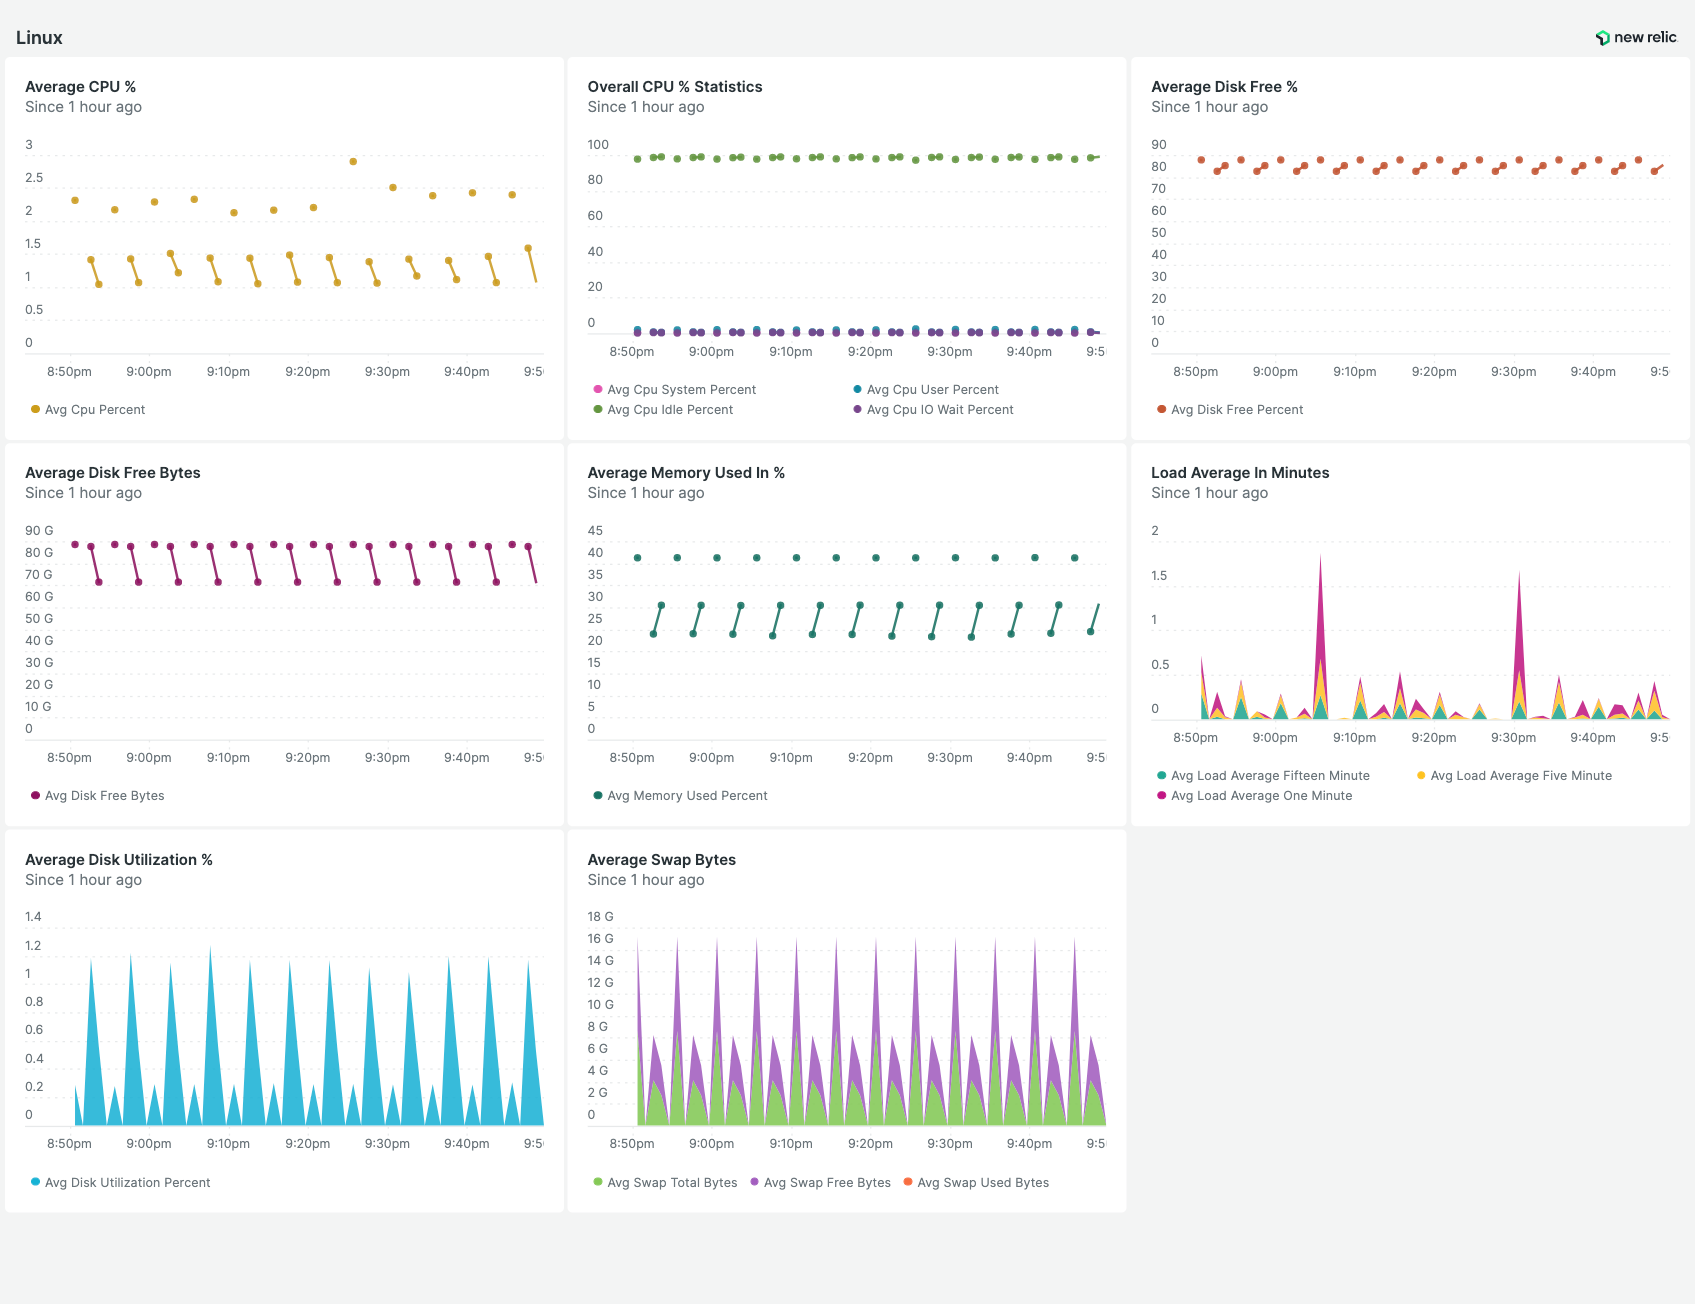 Linux
new relic
Average CPU %
Since 1 hour ago
3
2.5
2
1.5
1
0.5
0
8:50pm 9:00pm 9:10pm 9:20pm 9:30pm 9:40pm 9:5
Avg Cpu Percent
Overall CPU % Statistics
Since 1 hour ago
100
80
60
40
20
0
8:50pm 9:00pm 9:10pm 9:20pm 9:30pm 9:40pm 9:5
Avg Cpu System Percent Avg Cpu User Percent
Avg Cpu Idle Percent Avg Cpu IO Wait Percent
Average Disk Free %
Since 1 hour ago
90
80
70
60
50
40
30
20
10
0
8:50pm 9:00pm 9:10pm 9:20pm 9:30pm 9:40pm 9:5
Avg Disk Free Percent
Average Disk Free Bytes
Since 1 hour ago
90 G
80 G
70 G
60 G
50 G
40 G
30 G
20 G
10 G
0
8:50pm 9:00pm 9:10pm 9:20pm 9:30pm 9:40pm 9:5
Avg Disk Free Bytes
Average Memory Used In %
Since 1 hour ago
45
40
35
30
25
20
15
10
5
0
8:50pm 9:00pm 9:10pm 9:20pm 9:30pm 9:40pm 9:5
Avg Memory Used Percent
Load Average In Minutes
Since 1 hour ago
2
1.5
1
0.5
0
8:50pm 9:00pm 9:10pm 9:20pm 9:30pm 9:40pm 9:5
Avg Load Average Fifteen Minute Avg Load Average Five Minute
Avg Load Average One Minute
Average Disk Utilization %
Since 1 hour ago
1.4
1.2
1
0.8
0.6
0.4
0.2
0
8:50pm 9:00pm 9:10pm 9:20pm 9:30pm 9:40pm 9:5
Avg Disk Utilization Percent
Average Swap Bytes
Since 1 hour ago
18 G
16 G
14 G
12 G
10 G
8 G
6 G
4 G
2 G
0
8:50pm 9:00pm 9:10pm 9:20pm 9:30pm 9:40pm 9:5
Avg Swap Total Bytes Avg Swap Free Bytes Avg Swap Used Bytes